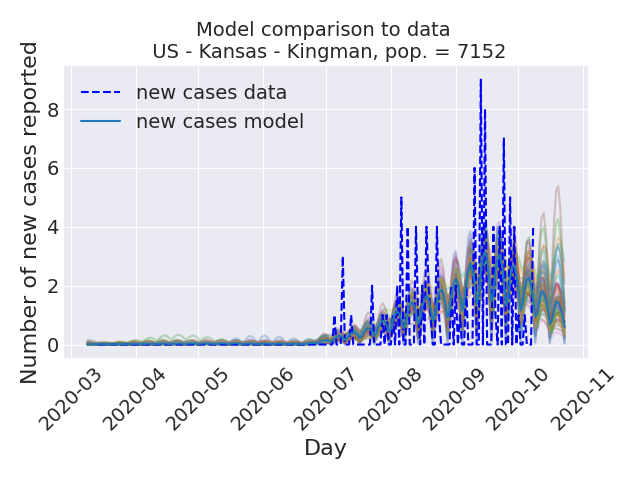 Model comparison to data
US - Kansas - Kingman, pop. = 7152
Number of new cases reported
8
6
4
2
0
new cases data
new cases model
2020-03
2020-04
2020-05
2020-06
2020-07
2020-08
2020-09
2020-10
2020-11
Day